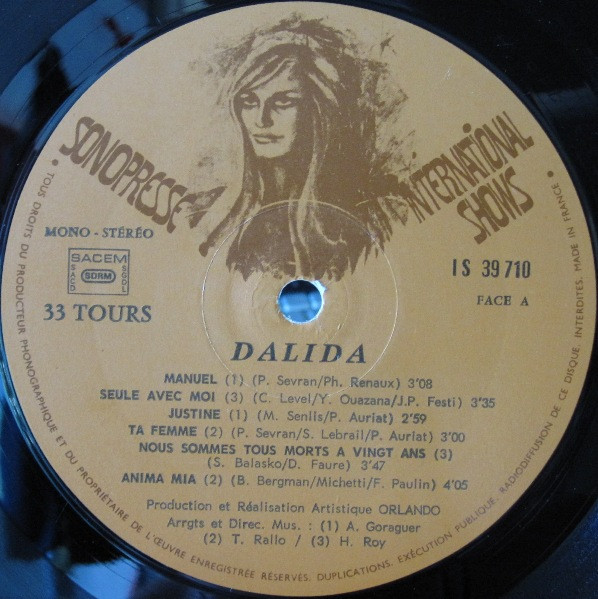 SONOPRESSE
INTERNATIONAL
SHOWS
MONO - STÉRÉO
SACEM
SACD
SDRM
SGDL
33 TOURS
IS 39 710
FACE A
DALIDA
MANUEL (1) (P. Sevran/Ph. Renaux) 3'08
SEULE AVEC MOI (3) (C. Level/Y. Ouazana/J.P. Festi) 3'35
JUSTINE (1) (M. Senlis/P. Auriat) 2'59
TA FEMME (2) (P. Sevran/S. Lebrail/P. Auriat) 3'00
NOUS SOMMES TOUS MORTS A VINGT ANS (3)
(S. Balasko/D. Faure) 3'47
ANIMA MIA (2) (B. Bergman/Michetti/F. Paulin) 4'05
Production et Réalisation Artistique ORLANDO
Arrgts et Direc. Mus. : (1) A. Goraguer
(2) T. Rallo / (3) H. Roy
• TOUS DROITS DU PRODUCTEUR PHONOGRAPHIQUE ET DU PROPRIÉTAIRE DE L'ŒUVRE ENREGISTRÉE RÉSERVÉS. DUPLICATIONS. EXÉCUTION PUBLIQUE. RADIODIFFUSION DE CE DISQUE. INTERDITES. MADE IN FRANCE •